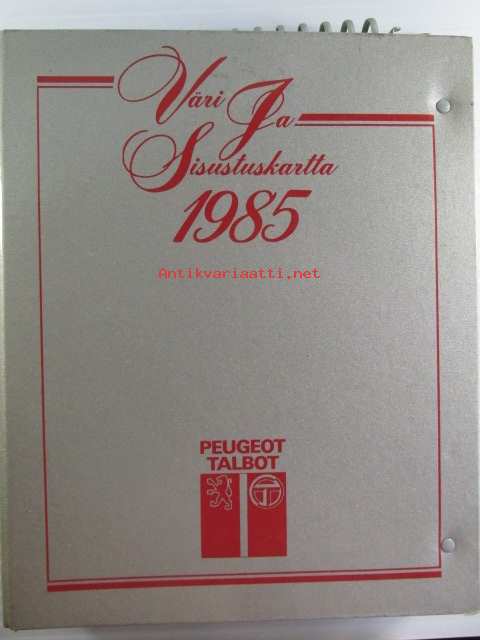 Väri Ja
Sisustuskartta
1985
Antikvariaatti.net
PEUGEOT
TALBOT